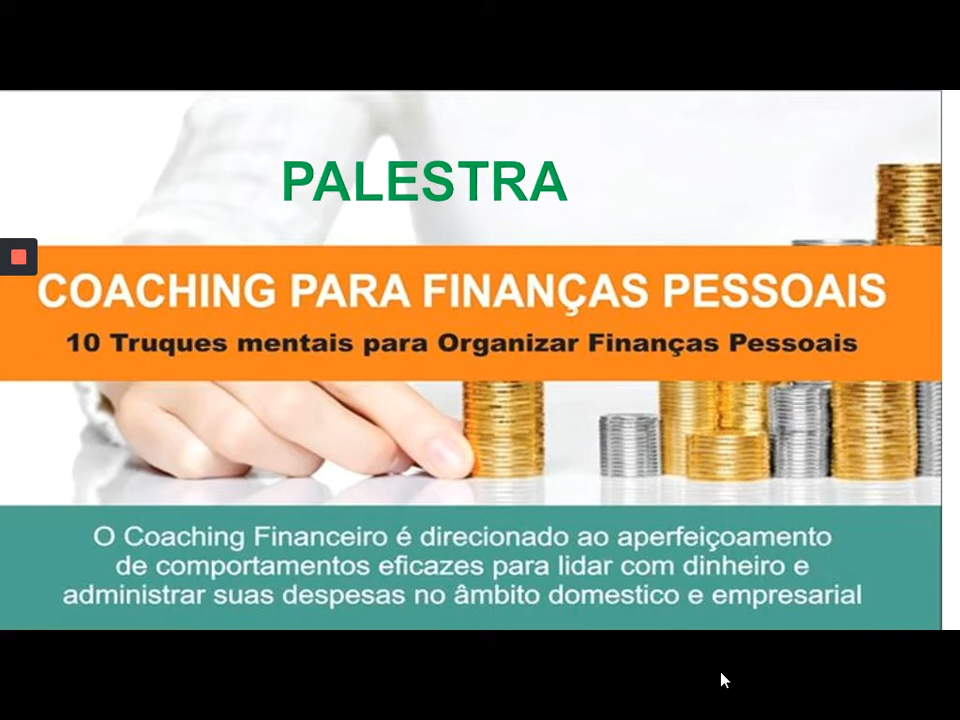 PALESTRA
COACHING PARA FINANÇAS PESSOAIS
10 Truques mentais para Organizar Finanças Pessoais
O Coaching Financeiro é direcionado ao aperfeiçoamento
de comportamentos eficazes para lidar com dinheiro e
administrar suas despesas no âmbito domestico e empresarial